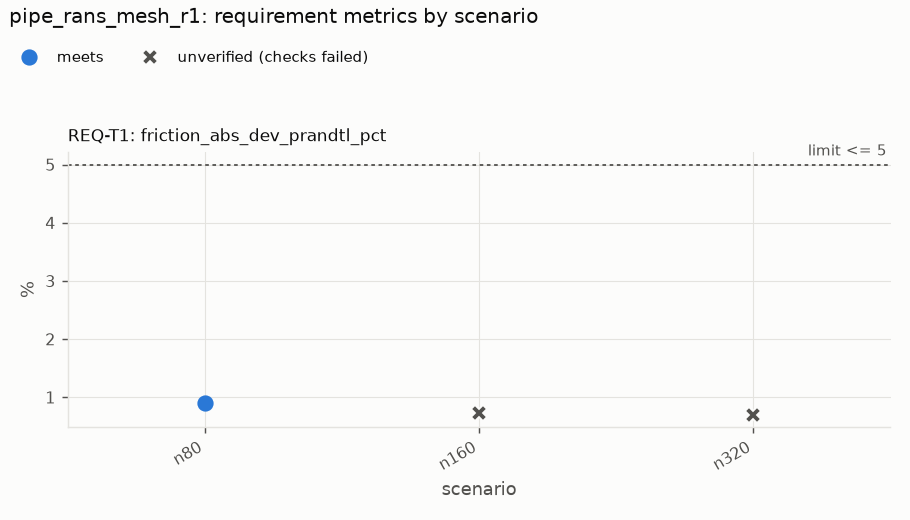 pipe_rans_mesh_r1: requirement metrics by scenario
meets
unverified (checks failed)
REQ-T1: friction_abs_dev_prandtl_pct
limit <= 5
5
4
3
2
1
%
n80
n160
n320
scenario